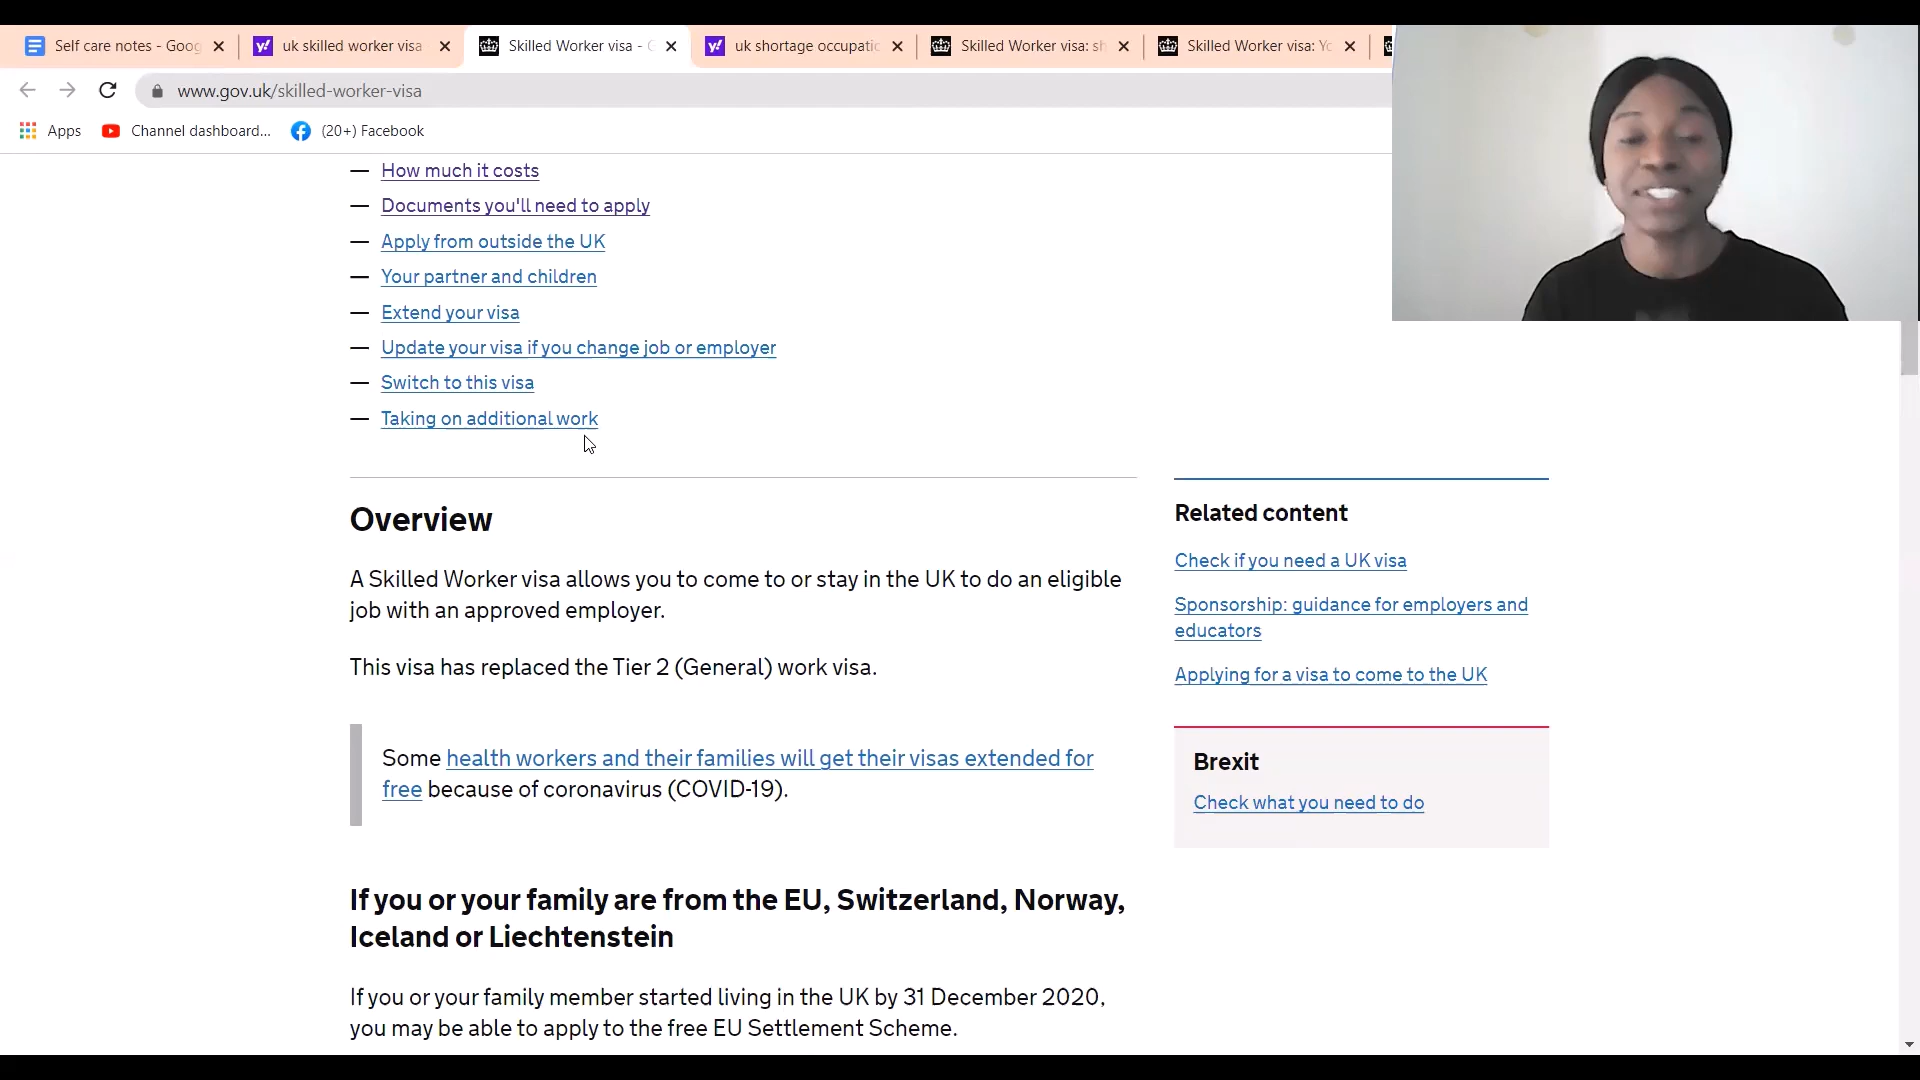 Self care notes - Goog
uk skilled worker visa
Skilled Worker visa - G
uk shortage occupatic
Skilled Worker visa: sh
Skilled Worker visa: Yo
www.gov.uk/skilled-worker-visa
Apps
Channel dashboard...
(20+) Facebook
— How much it costs
— Documents you'll need to apply
— Apply from outside the UK
— Your partner and children
— Extend your visa
— Update your visa if you change job or employer
— Switch to this visa
— Taking on additional work
Overview
A Skilled Worker visa allows you to come to or stay in the UK to do an eligible
job with an approved employer.
This visa has replaced the Tier 2 (General) work visa.
Some health workers and their families will get their visas extended for
free because of coronavirus (COVID-19).
If you or your family are from the EU, Switzerland, Norway,
Iceland or Liechtenstein
If you or your family member started living in the UK by 31 December 2020,
you may be able to apply to the free EU Settlement Scheme.
Related content
Check if you need a UK visa
Sponsorship: guidance for employers and
educators
Applying for a visa to come to the UK
Brexit
Check what you need to do